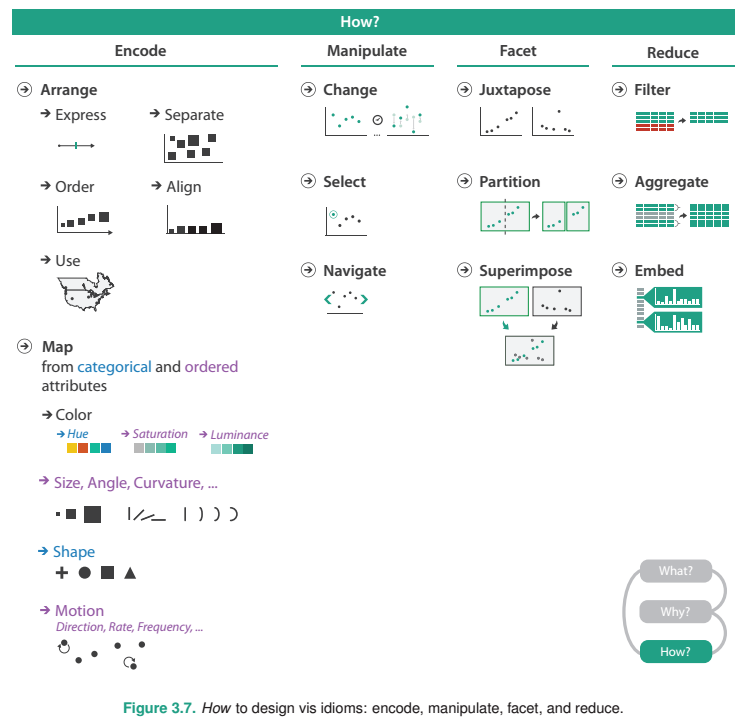 How?
Encode
Manipulate
Facet
Reduce
Arrange
Express
Separate
Order
Align
Use
Map
from categorical and ordered
attributes
Color
Hue
Saturation
Luminance
Size, Angle, Curvature, ...
Shape
Motion
Direction, Rate, Frequency, ...
Change
...
Select
Navigate
Juxtapose
Partition
Superimpose
Filter
Aggregate
Embed
What?
Why?
How?
Figure 3.7. How to design vis idioms: encode, manipulate, facet, and reduce.